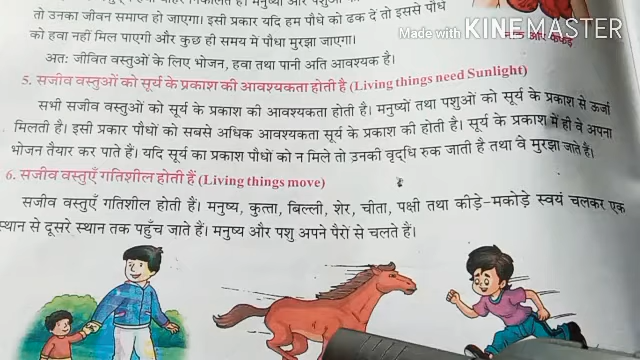 तो उनका जीवन समाप्त हो जाएगा। इसी प्रकार यदि हम पौधे को ढक दें तो इससे पौधे
को हवा नहीं मिल पाएगी और कुछ ही समय में पौधा मुरझा जाएगा।
अतः जीवित वस्तुओं के लिए भोजन, हवा तथा पानी अति आवश्यक है।
Made with KINEMASTER
5. सजीव वस्तुओं को सूर्य के प्रकाश की आवश्यकता होती है (Living things need Sunlight)
सभी सजीव वस्तुओं को सूर्य के प्रकाश की आवश्यकता होती है। मनुष्यों तथा पशुओं को सूर्य के प्रकाश से ऊर्जा
मिलती है। इसी प्रकार पौधों को सबसे अधिक आवश्यकता सूर्य के प्रकाश की होती है। सूर्य के प्रकाश में ही वे अपना
भोजन तैयार कर पाते हैं। यदि सूर्य का प्रकाश पौधों को न मिले तो उनकी वृद्धि रुक जाती है तथा वे मुरझा जाते हैं।
6. सजीव वस्तुएँ गतिशील होती हैं (Living things move)
सजीव वस्तुएँ गतिशील होती हैं। मनुष्य, कुत्ता, बिल्ली, शेर, चीता, पक्षी तथा कीड़े-मकोड़े स्वयं चलकर एक
स्थान से दूसरे स्थान तक पहुँच जाते हैं। मनुष्य और पशु अपने पैरों से चलते हैं।